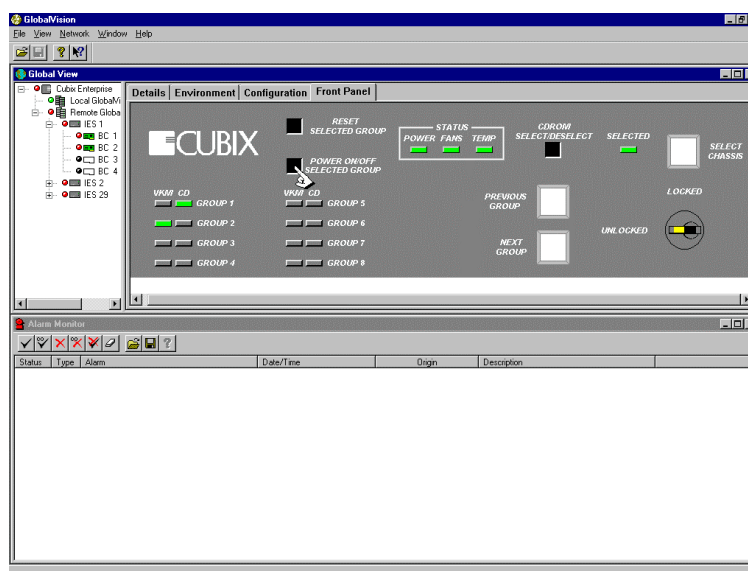 GlobalVision
File View Network Window Help
Global View
Cubix Enterprise
Local GlobalVi
Remote Globa
IES 1
BC 1
BC 2
BC 3
BC 4
IES 2
IES 29
Details Environment Configuration Front Panel
CUBIX
RESET
SELECTED GROUP
POWER ON/OFF
SELECTED GROUP
STATUS
POWER FANS TEMP
CDROM
SELECT/DESELECT
SELECTED
SELECT
CHASSIS
VKM CD
GROUP 1
GROUP 2
GROUP 3
GROUP 4
VKM CD
GROUP 5
GROUP 6
GROUP 7
GROUP 8
PREVIOUS
GROUP
NEXT
GROUP
LOCKED
UNLOCKED
Alarm Monitor
Status Type Alarm Date/Time Origin Description